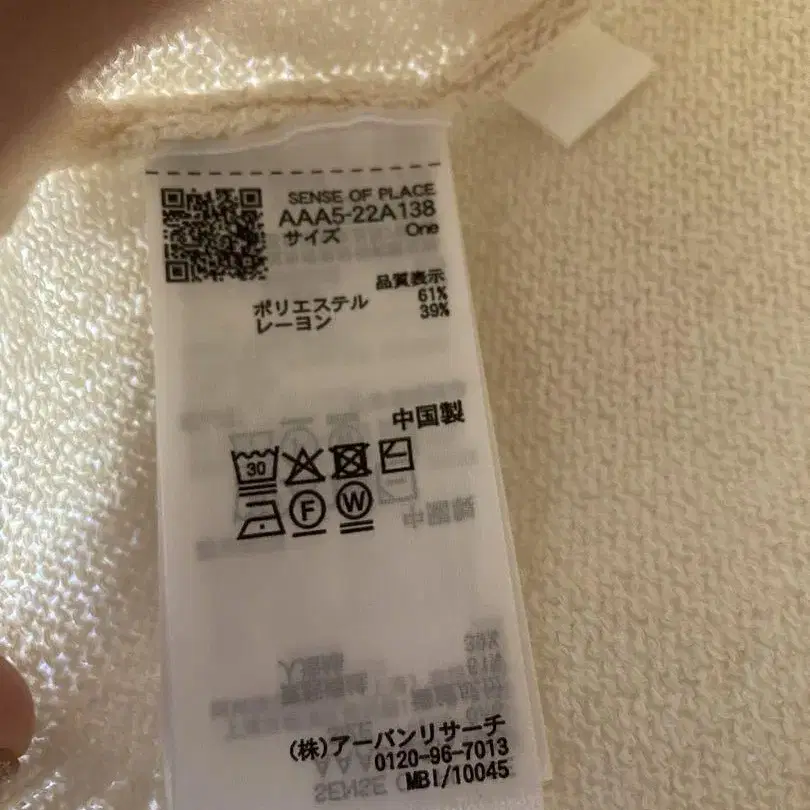 SENSE OF PLACE
AAA5-22A138
サイズ One
品質表示
ポリエステル 61%
レーヨン 39%
中国製
30
F W
(株)アーバンリサーチ
0120-96-7013
MBI/10045